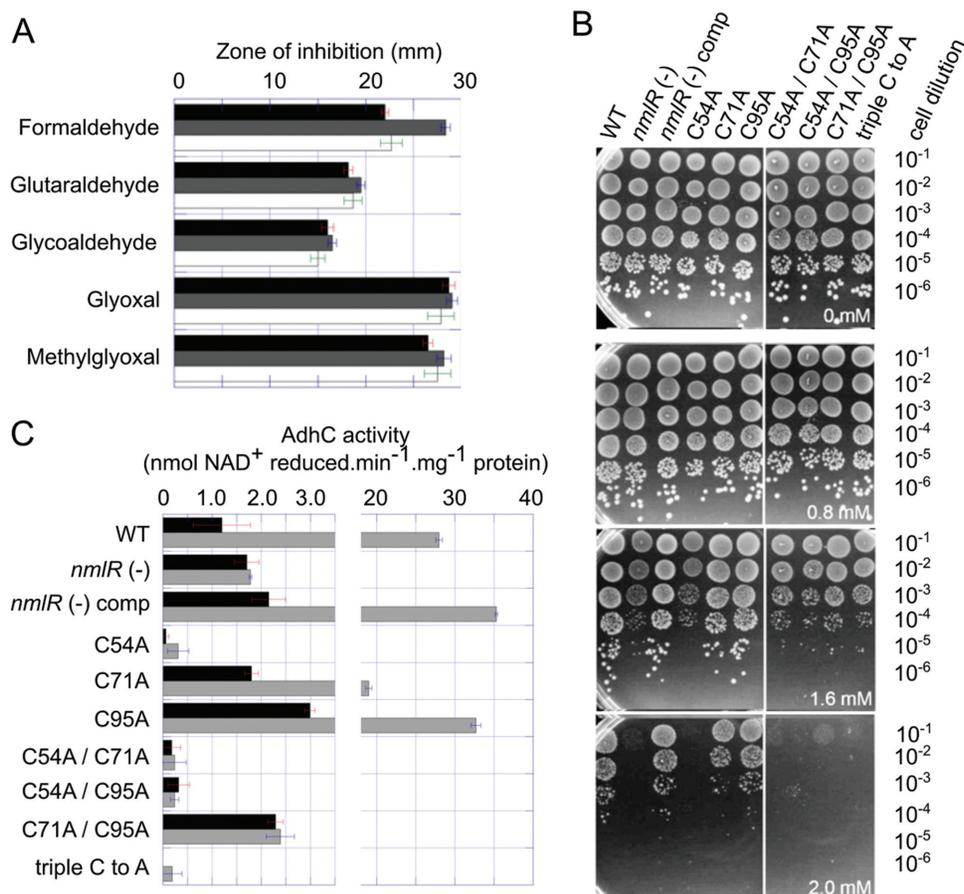 A
Zone of inhibition (mm)
0 10 20 30
Formaldehyde
Glutaraldehyde
Glycoaldehyde
Glyoxal
Methylglyoxal
B
WT
nmlR (-)
nmlR (-) comp
C54A
C71A
C95A
C54A / C71A
C54A / C95A
C71A / C95A
triple C to A
cell dilution
10-1
10-2
10-3
10-4
10-5
10-6
0 mM
10-1
10-2
10-3
10-4
10-5
10-6
0.8 mM
10-1
10-2
10-3
10-4
10-5
10-6
1.6 mM
10-1
10-2
10-3
10-4
10-5
10-6
2.0 mM
C
AdhC activity
(nmol NAD+ reduced.min-1.mg-1 protein)
0 1.0 2.0 3.0 20 30 40
WT
nmlR (-)
nmlR (-) comp
C54A
C71A
C95A
C54A / C71A
C54A / C95A
C71A / C95A
triple C to A